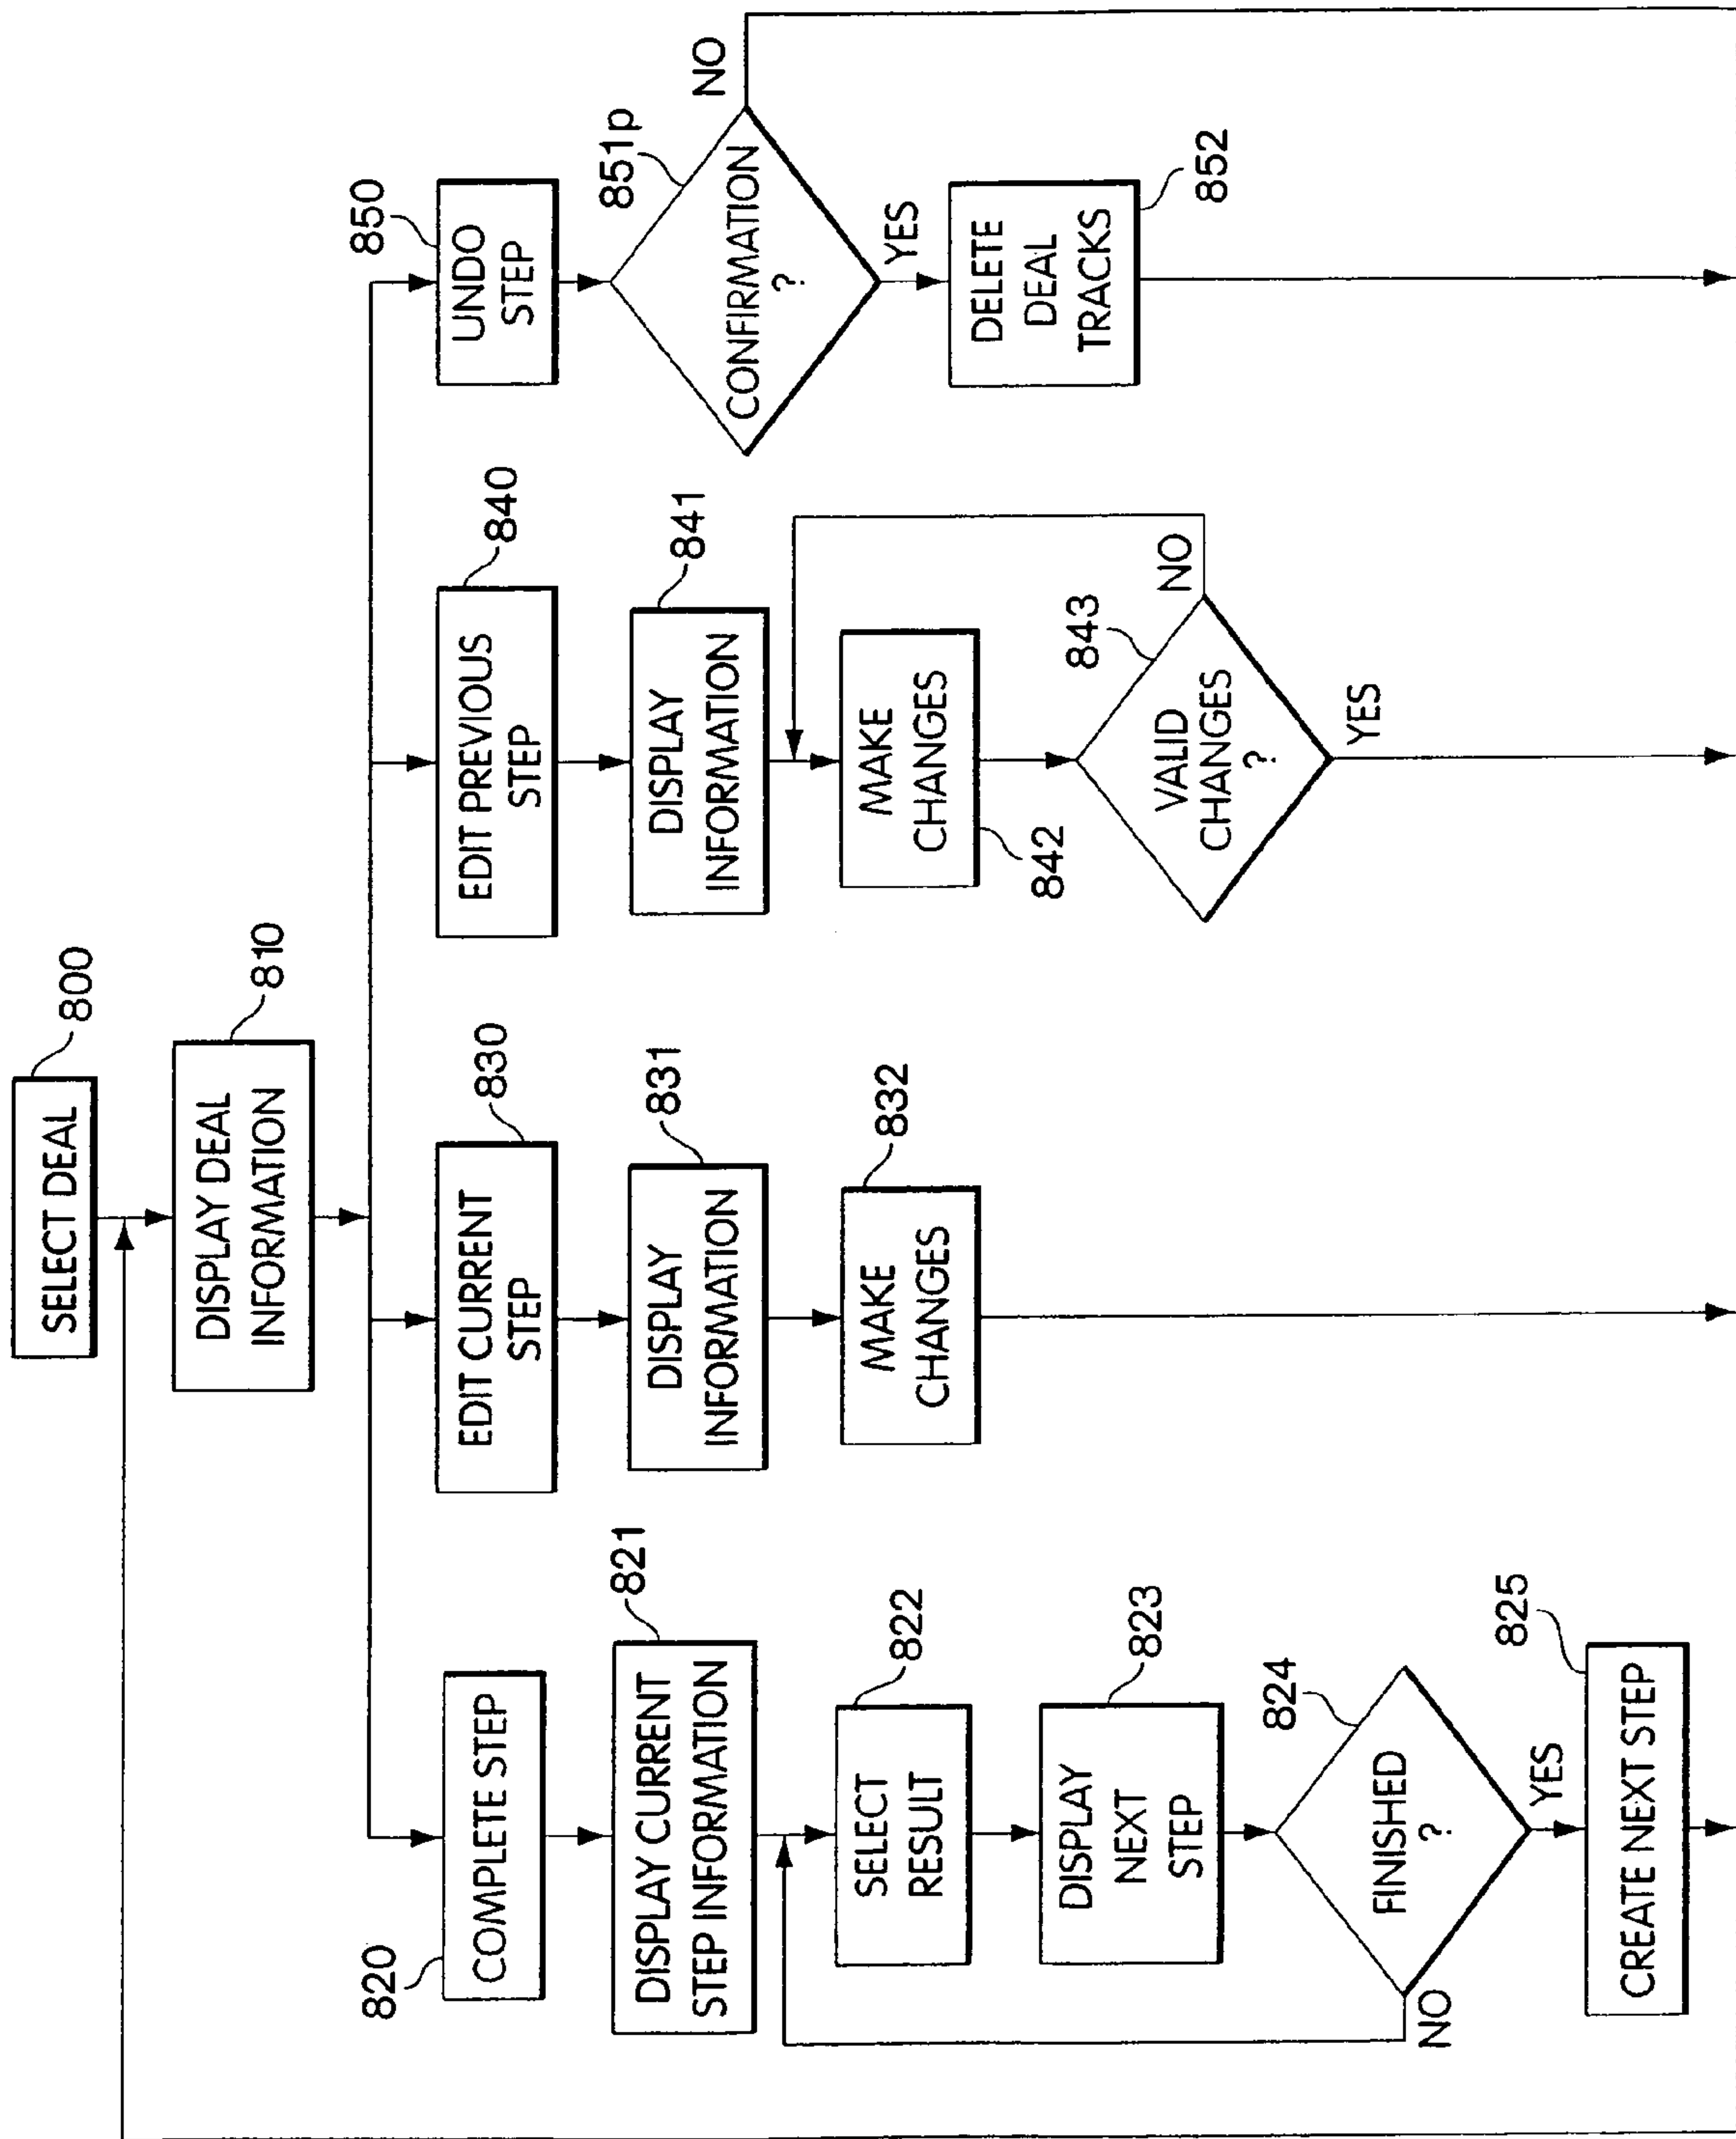 SELECT DEAL
800
DISPLAY DEAL
INFORMATION
810
COMPLETE STEP
820
DISPLAY CURRENT
STEP INFORMATION
821
SELECT
RESULT
822
DISPLAY
NEXT
STEP
823
FINISHED
?
824
NO
YES
CREATE NEXT STEP
825
EDIT CURRENT
STEP
830
DISPLAY
INFORMATION
831
MAKE
CHANGES
832
EDIT PREVIOUS
STEP
840
DISPLAY
INFORMATION
841
MAKE
CHANGES
842
VALID
CHANGES
?
843
NO
YES
UNDO
STEP
850
CONFIRMATION
?
851p
NO
YES
DELETE
DEAL
TRACKS
852